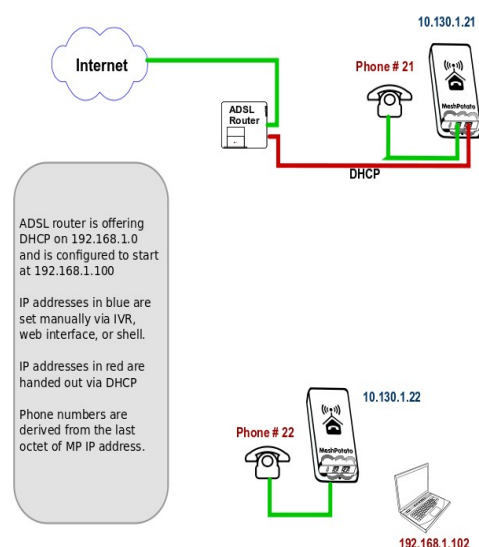 10.130.1.21
Internet
Phone # 21
MeshPotato
ADSL
Router
DHCP
ADSL router is offering
DHCP on 192.168.1.0
and is configured to start
at 192.168.1.100
IP addresses in blue are
set manually via IVR,
web interface, or shell.
IP addresses in red are
handed out via DHCP
Phone numbers are
derived from the last
octet of MP IP address.
10.130.1.22
Phone # 22
MeshPotato
192.168.1.102